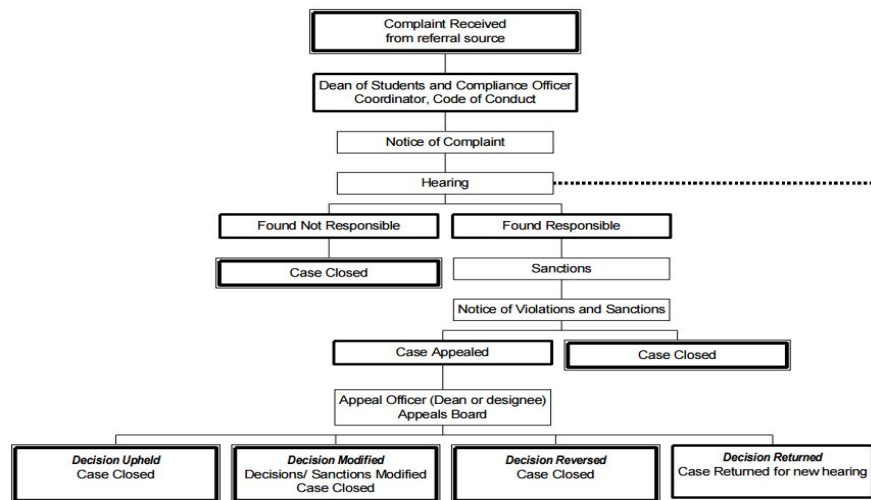 Complaint Received
from referral source
Dean of Students and Compliance Officer
Coordinator, Code of Conduct
Notice of Complaint
Hearing
Found Not Responsible
Found Responsible
Case Closed
Sanctions
Notice of Violations and Sanctions
Case Appealed
Case Closed
Appeal Officer (Dean or designee)
Appeals Board
Decision Upheld
Case Closed
Decision Modified
Decisions/ Sanctions Modified
Case Closed
Decision Reversed
Case Closed
Decision Returned
Case Returned for new hearing